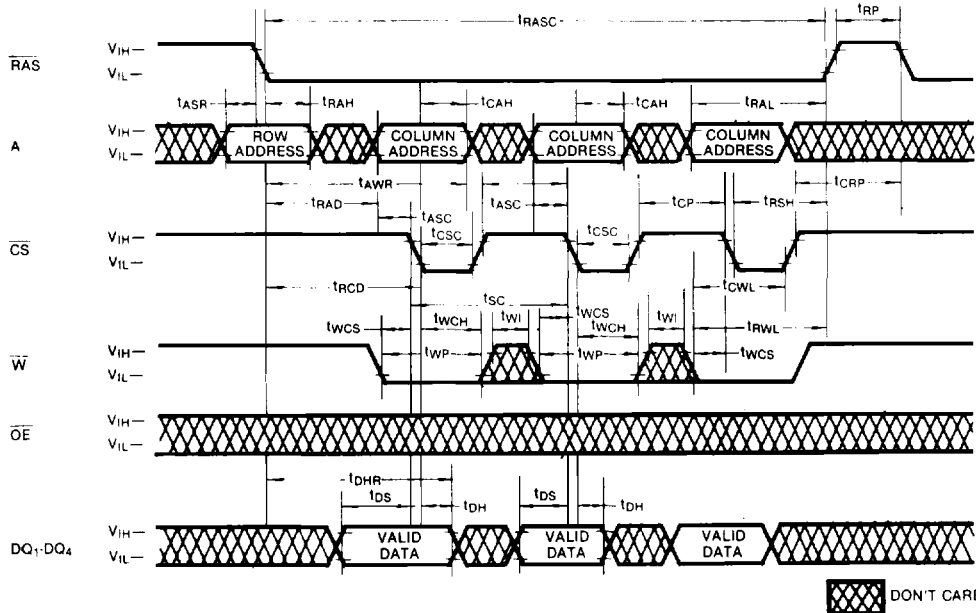 tRASC tRP
RAS VIH VIL
tASR tRAH tCAH tCAH tRAL
A VIH VIL
ROW ADDRESS
COLUMN ADDRESS
COLUMN ADDRESS
COLUMN ADDRESS
tAWR tCRP
tRAD tASC tASC tCP tRSH
CS VIH VIL
tCSC tCSC
tRCD tSC tCWL
tWCS tWCH tWI tWCS tWCH tWI tRWL
tWP tWP tWCS
W VIH VIL
OE VIH VIL
tDHR
tDS tDH tDS tDH
DQ1-DQ4 VIH VIL
VALID DATA
VALID DATA
VALID DATA
DON'T CARE